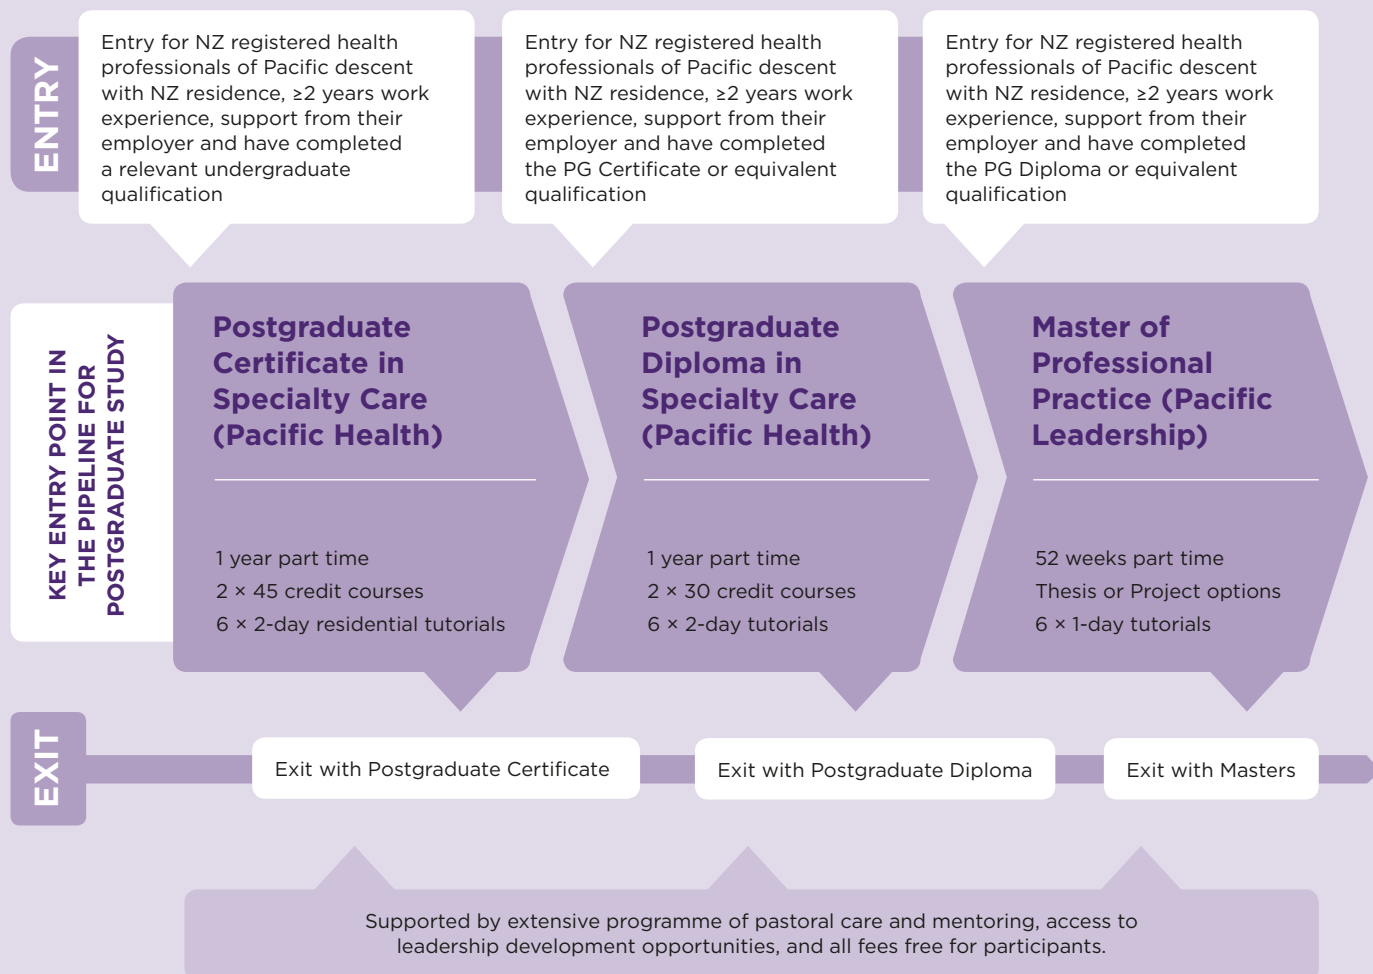 ENTRY
Entry for NZ registered health
professionals of Pacific descent
with NZ residence, ≥2 years work
experience, support from their
employer and have completed
a relevant undergraduate
qualification
Entry for NZ registered health
professionals of Pacific descent
with NZ residence, ≥2 years work
experience, support from their
employer and have completed
the PG Certificate or equivalent
qualification
Entry for NZ registered health
professionals of Pacific descent
with NZ residence, ≥2 years work
experience, support from their
employer and have completed
the PG Diploma or equivalent
qualification
KEY ENTRY POINT IN
THE PIPELINE FOR
POSTGRADUATE STUDY
Postgraduate
Certificate in
Specialty Care
(Pacific Health)
1 year part time
2 × 45 credit courses
6 × 2-day residential tutorials
Postgraduate
Diploma in
Specialty Care
(Pacific Health)
1 year part time
2 × 30 credit courses
6 × 2-day tutorials
Master of
Professional
Practice (Pacific
Leadership)
52 weeks part time
Thesis or Project options
6 × 1-day tutorials
EXIT
Exit with Postgraduate Certificate
Exit with Postgraduate Diploma
Exit with Masters
Supported by extensive programme of pastoral care and mentoring, access to
leadership development opportunities, and all fees free for participants.